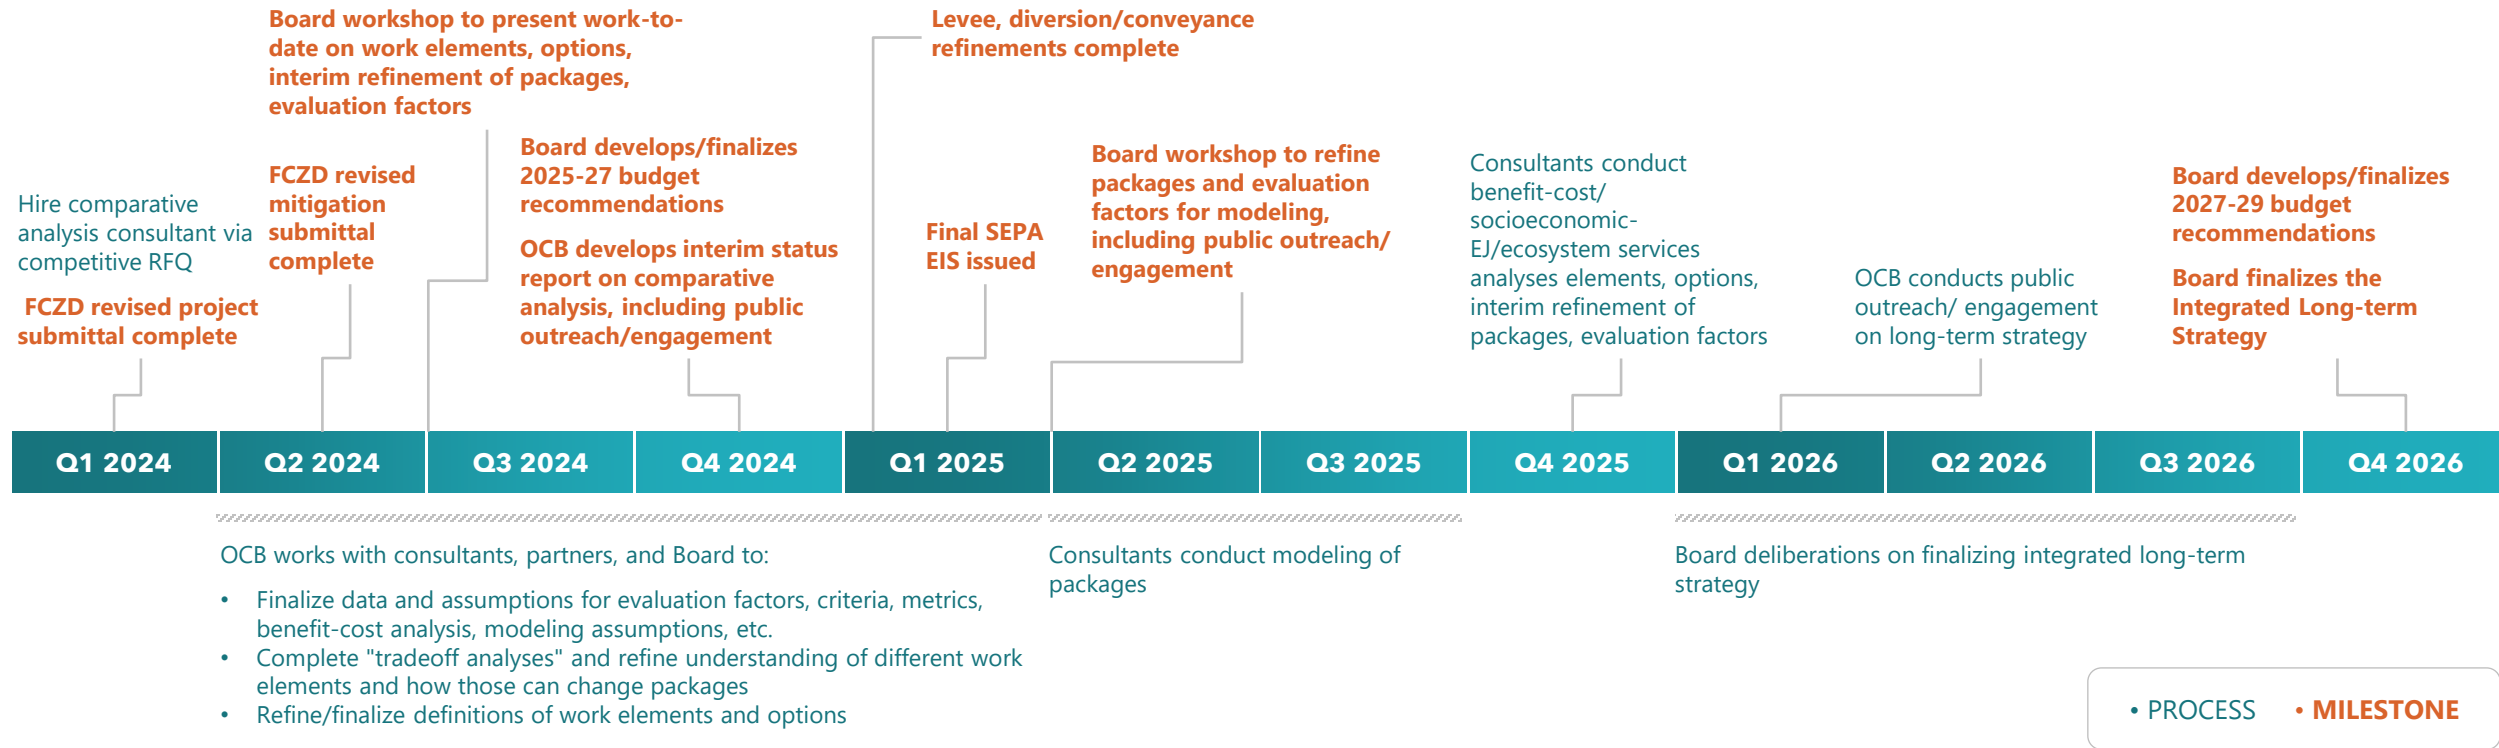 Hire comparative
analysis consultant via
competitive RFQ
FCZD revised project
submittal complete
Board workshop to present work-to-
date on work elements, options,
interim refinement of packages,
evaluation factors
FCZD revised
mitigation
submittal
complete
Board develops/finalizes
2025-27 budget
recommendations
OCB develops interim status
report on comparative
analysis, including public
outreach/engagement
Levee, diversion/conveyance
refinements complete
Final SEPA
EIS issued
Board workshop to refine
packages and evaluation
factors for modeling,
including public outreach/
engagement
Consultants conduct
benefit-cost/
socioeconomic-
EJ/ecosystem services
analyses elements, options,
interim refinement of
packages, evaluation factors
OCB conducts public
outreach/ engagement
on long-term strategy
Board develops/finalizes
2027-29 budget
recommendations
Board finalizes the
Integrated Long-term
Strategy
Q1 2024
Q2 2024
Q3 2024
Q4 2024
Q1 2025
Q2 2025
Q3 2025
Q4 2025
Q1 2026
Q2 2026
Q3 2026
Q4 2026
OCB works with consultants, partners, and Board to:
• Finalize data and assumptions for evaluation factors, criteria, metrics,
benefit-cost analysis, modeling assumptions, etc.
• Complete "tradeoff analyses" and refine understanding of different work
elements and how those can change packages
• Refine/finalize definitions of work elements and options
Consultants conduct modeling of
packages
Board deliberations on finalizing integrated long-term
strategy
• PROCESS • MILESTONE